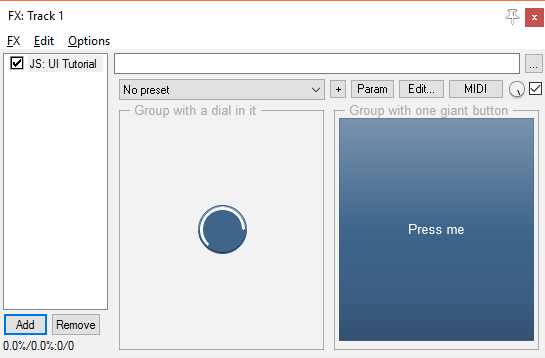 FX: Track 1
FX Edit Options
JS: UI Tutorial
...
No preset + Param Edit... MIDI
Group with a dial in it Group with one giant button
Press me
Add Remove
0.0%/0.0%:0/0